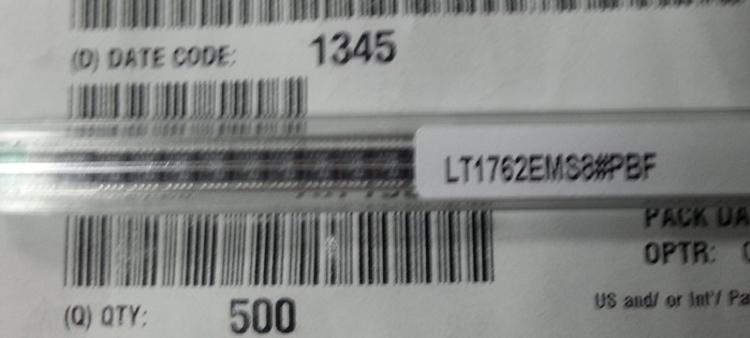 (D) DATE CODE: 1345
LT1762EMS8#PBF
PACK DA
OPTR:
(Q) QTY: 500
US and/ or Int'/ Pa